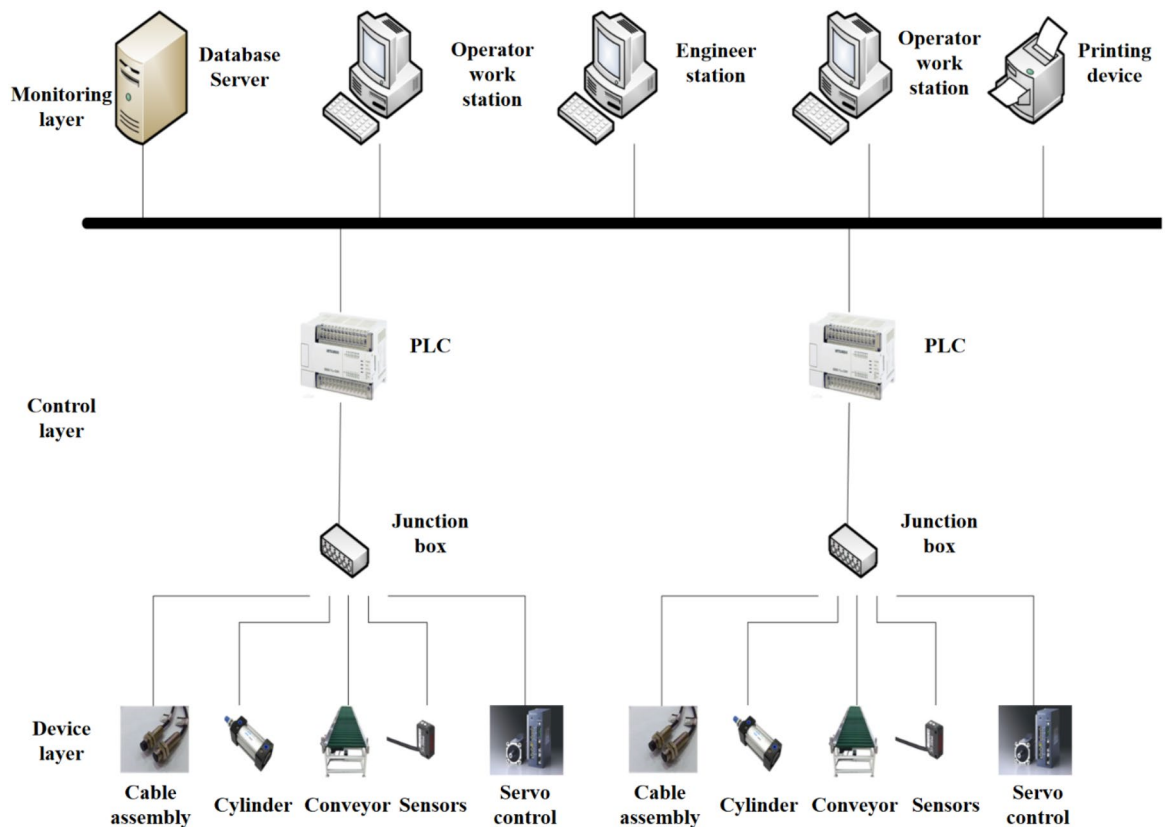 Monitoring
layer
Database
Server
Operator
work
station
Engineer
station
Operator
work
station
Printing
device
Control
layer
PLC
PLC
Junction
box
Junction
box
Device
layer
Cable
assembly
Cylinder
Conveyor
Sensors
Servo
control
Cable
assembly
Cylinder
Conveyor
Sensors
Servo
control